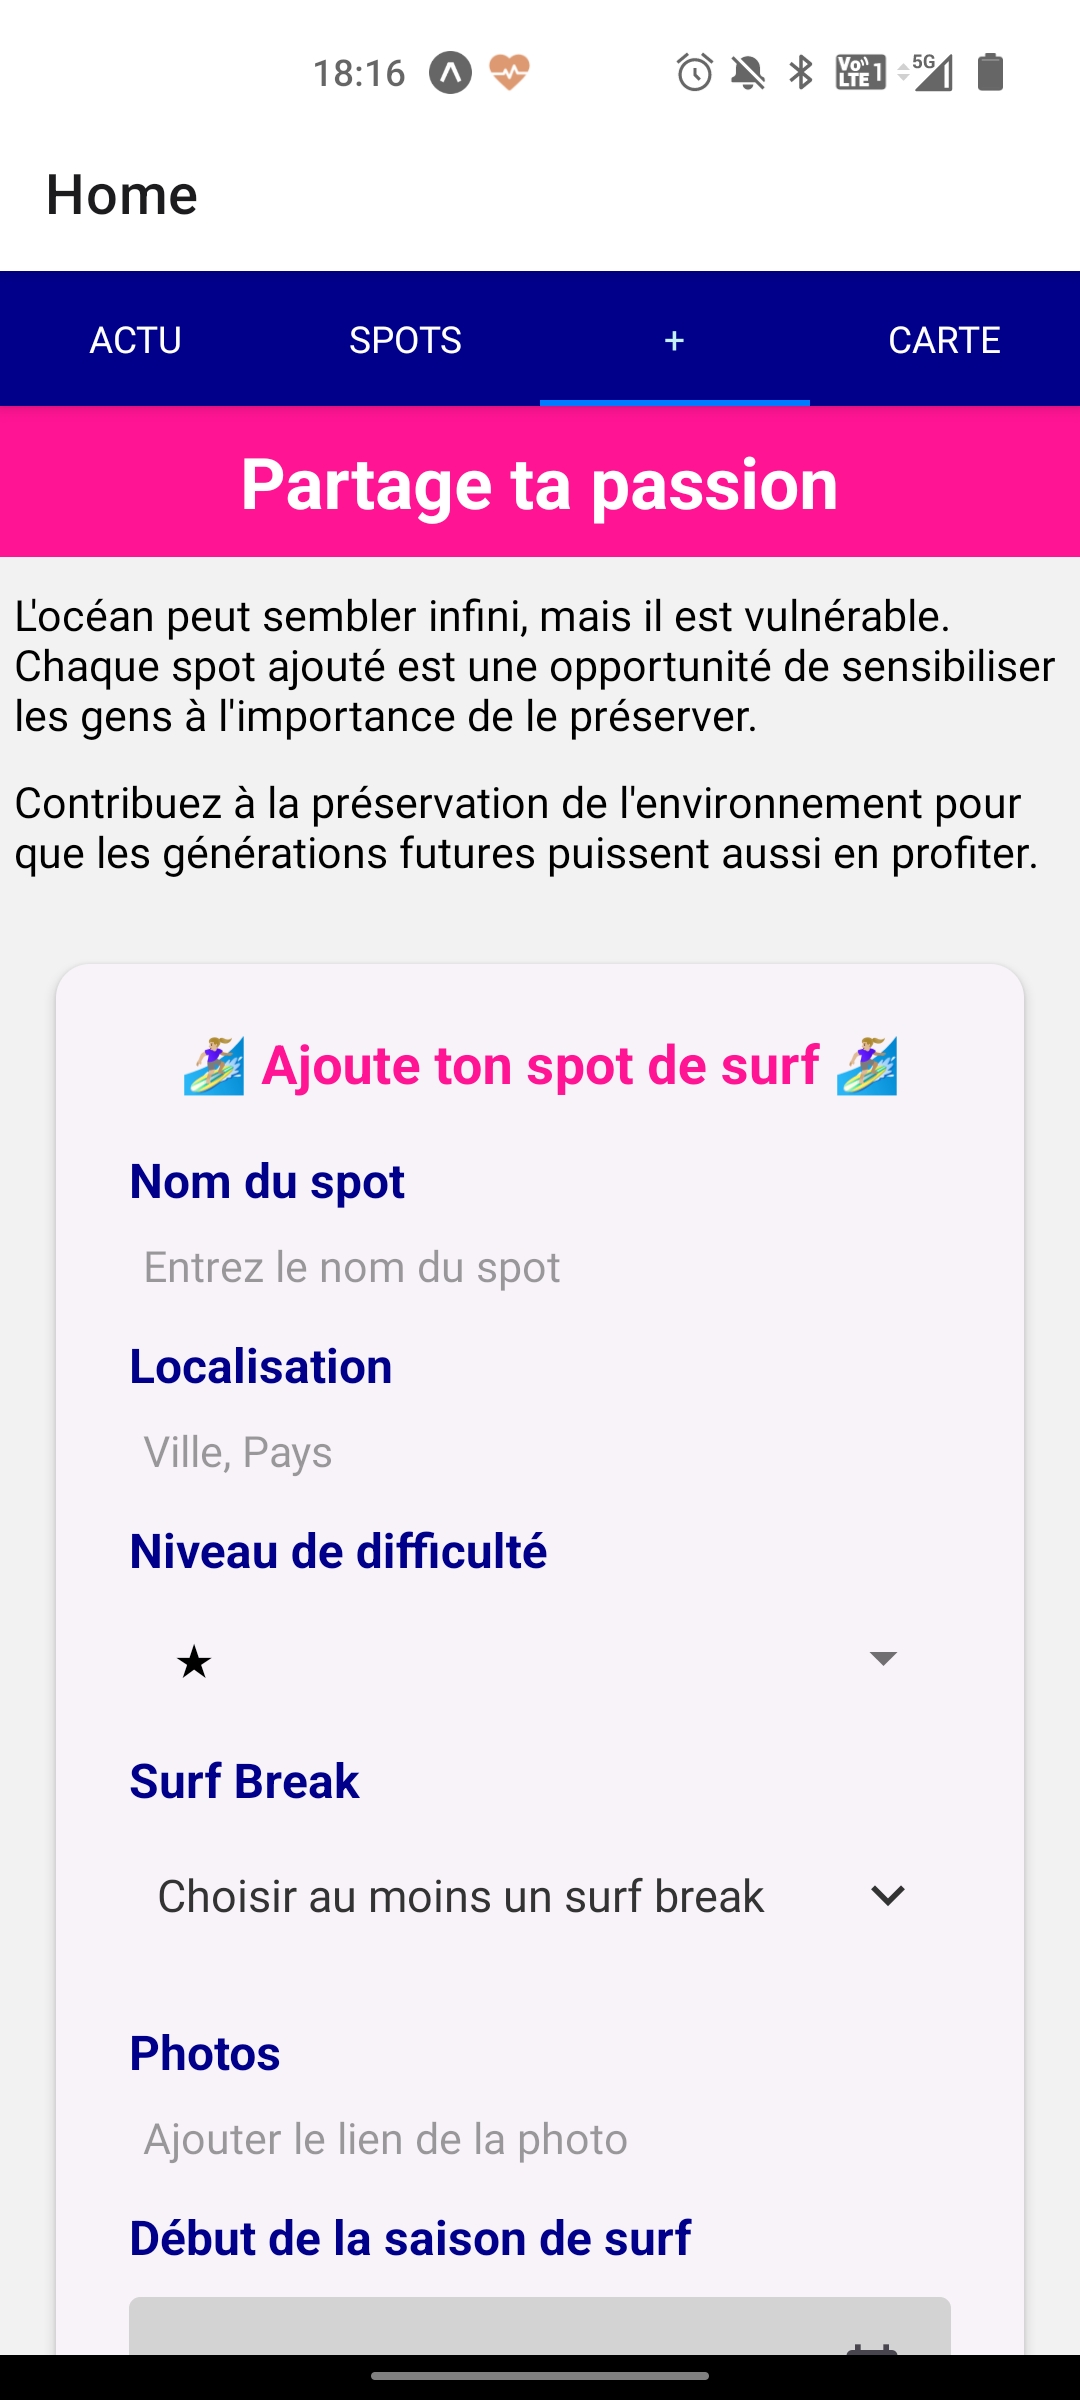 18:16
Vo LTE 1
5G
Home
ACTU SPOTS + CARTE
Partage ta passion
L'océan peut sembler infini, mais il est vulnérable.
Chaque spot ajouté est une opportunité de sensibiliser
les gens à l'importance de le préserver.
Contribuez à la préservation de l'environnement pour
que les générations futures puissent aussi en profiter.
🏄🏼‍♀️ Ajoute ton spot de surf 🏄🏼‍♀️
Nom du spot
Entrez le nom du spot
Localisation
Ville, Pays
Niveau de difficulté
★
Surf Break
Choisir au moins un surf break
Photos
Ajouter le lien de la photo
Début de la saison de surf